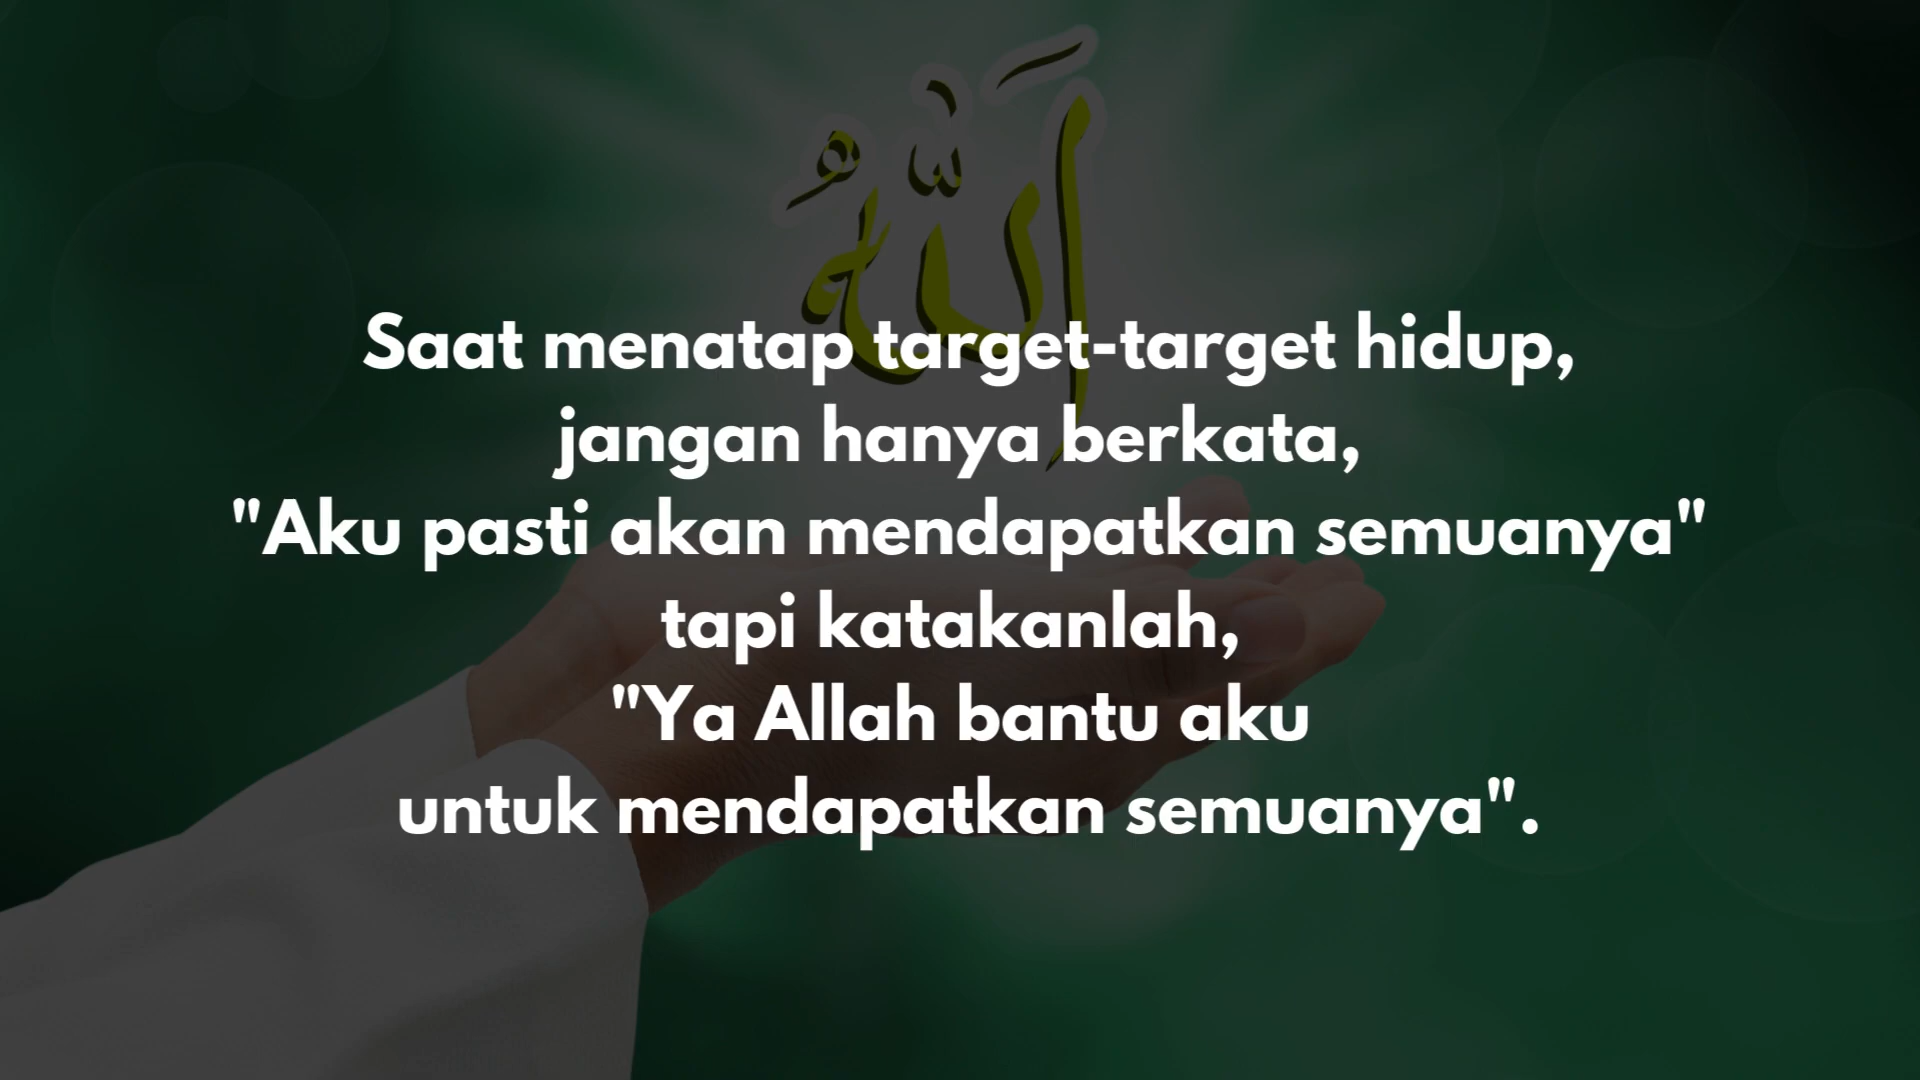 اَللّٰهُ
Saat menatap target-target hidup,
jangan hanya berkata,
"Aku pasti akan mendapatkan semuanya"
tapi katakanlah,
"Ya Allah bantu aku
untuk mendapatkan semuanya".